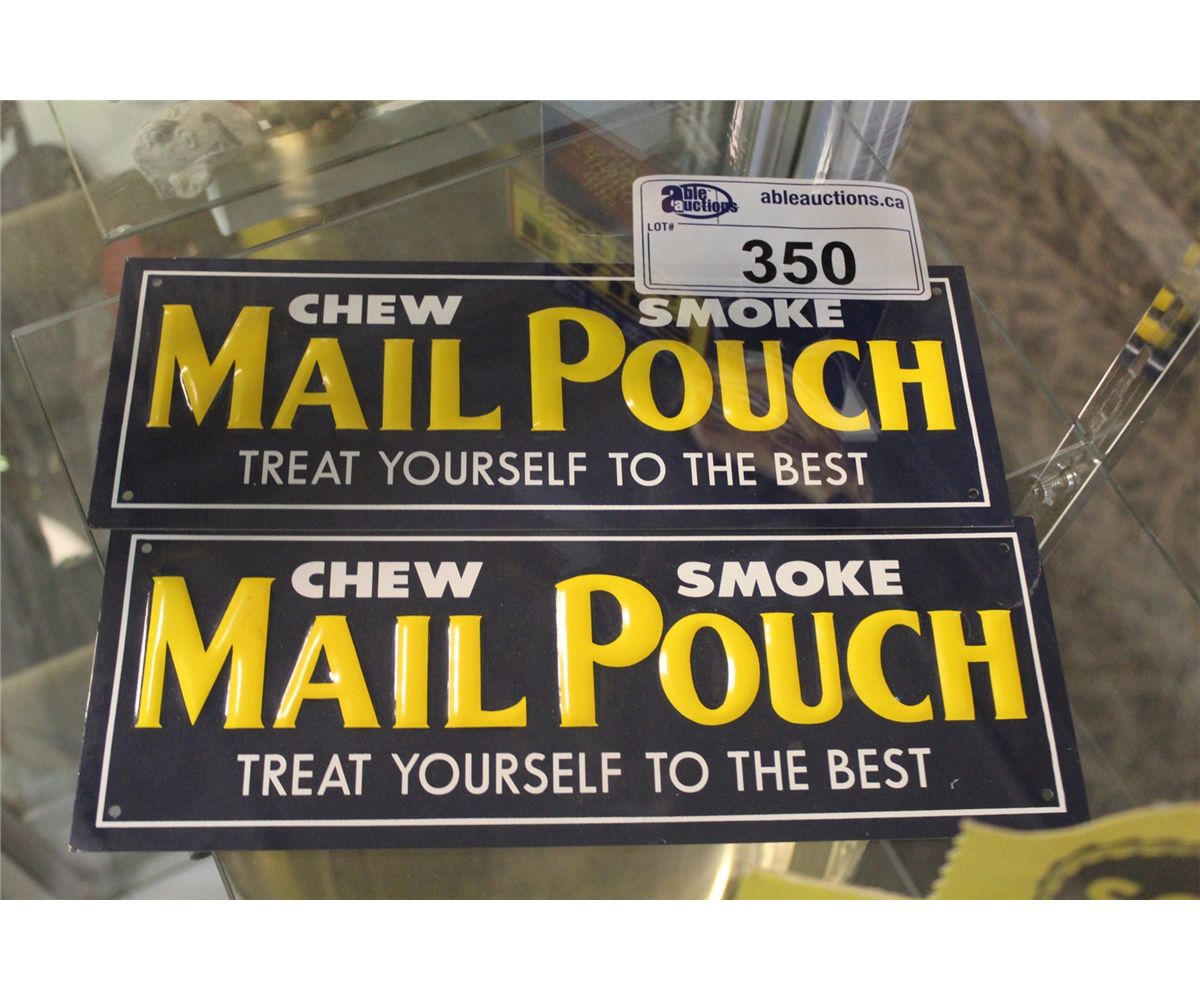 able auctions
ableauctions.ca
LOT#
350
CHEW SMOKE
MAIL POUCH
TREAT YOURSELF TO THE BEST
CHEW SMOKE
MAIL POUCH
TREAT YOURSELF TO THE BEST